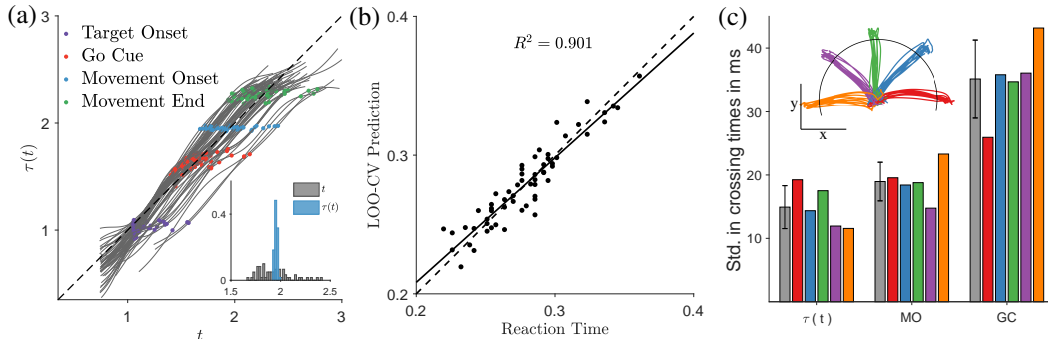 (a)
3
2
1
τ(t)
Target Onset
Go Cue
Movement Onset
Movement End
t
τ(t)
0.4
0
1.5 2 2.5
1 2 3
t
(b)
0.4
0.3
0.2
LOO-CV Prediction
R² = 0.901
0.2 0.3 0.4
Reaction Time
(c)
40
30
20
10
Std. in crossing times in ms
y
x
τ ( t ) MO GC